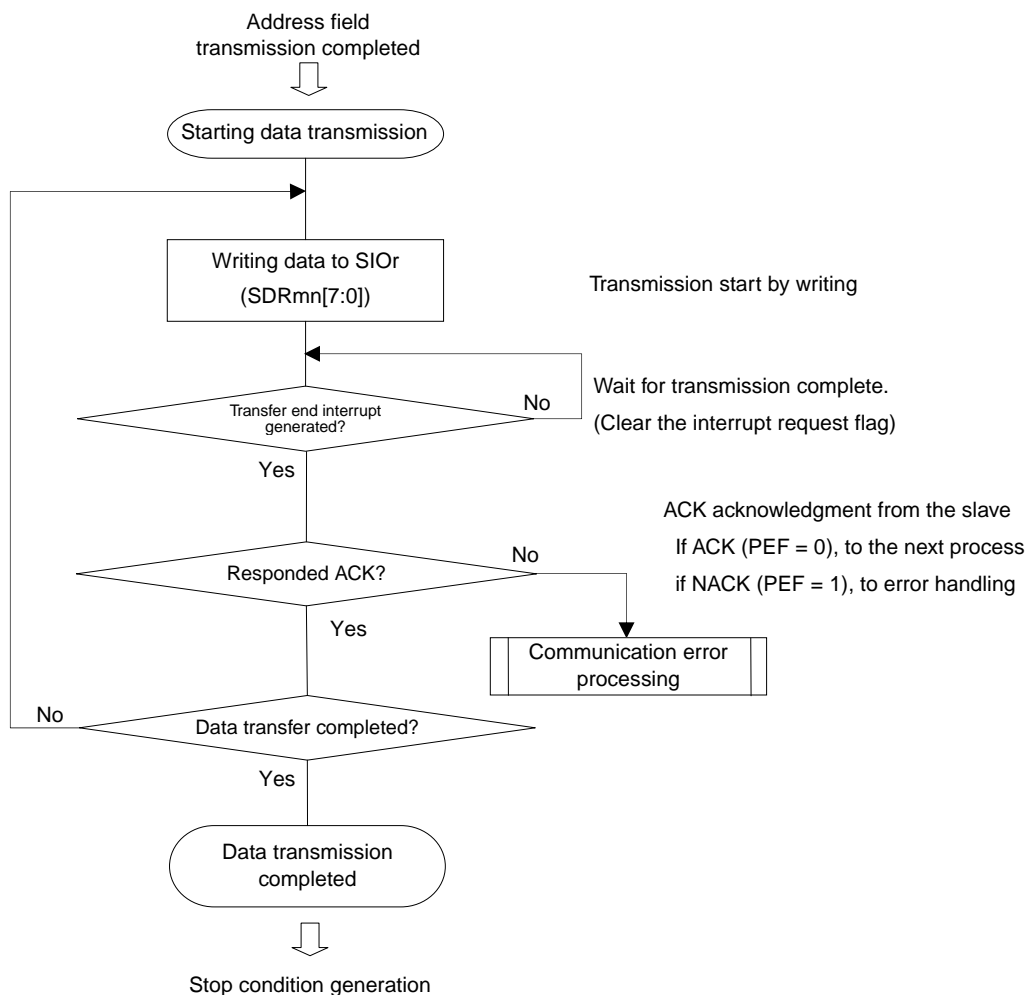 Address field
transmission completed
Starting data transmission
Writing data to SIOr
(SDRmn[7:0])
Transmission start by writing
Transfer end interrupt
generated?
No
Wait for transmission complete.
(Clear the interrupt request flag)
Yes
Responded ACK?
No
ACK acknowledgment from the slave
If ACK (PEF = 0), to the next process
if NACK (PEF = 1), to error handling
Yes
Communication error
processing
Data transfer completed?
No
Yes
Data transmission
completed
Stop condition generation